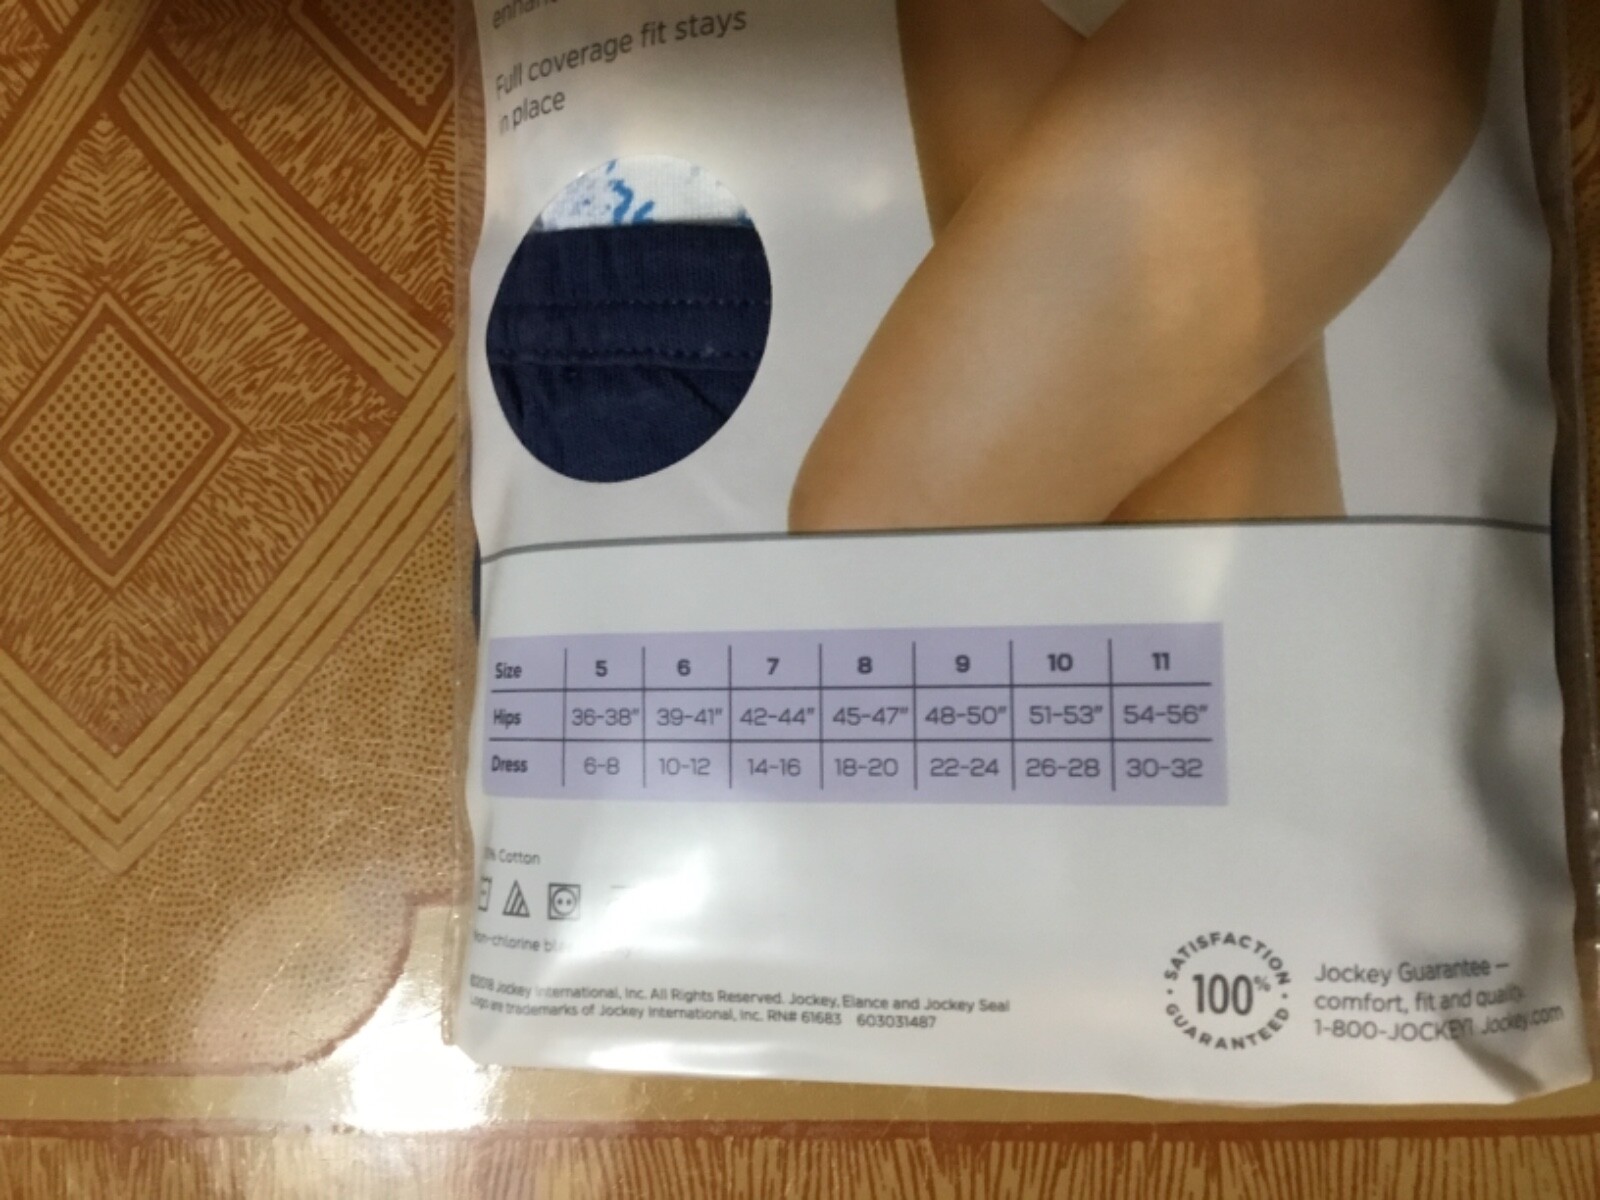 Full coverage fit stays
in place
Size 5 6 7 8 9 10 11
Hips 36-38" 39-41" 42-44" 45-47" 48-50" 51-53" 54-56"
Dress 6-8 10-12 14-16 18-20 22-24 26-28 30-32
Cotton
©2018 Jockey International, Inc. All Rights Reserved. Jockey, Elance and Jockey Seal
Logo are trademarks of Jockey International, Inc. RN# 61683 603031487
SATISFACTION
100%
GUARANTEED
Jockey Guarantee –
comfort, fit and quality
1-800-JOCKEY1 Jockey.com